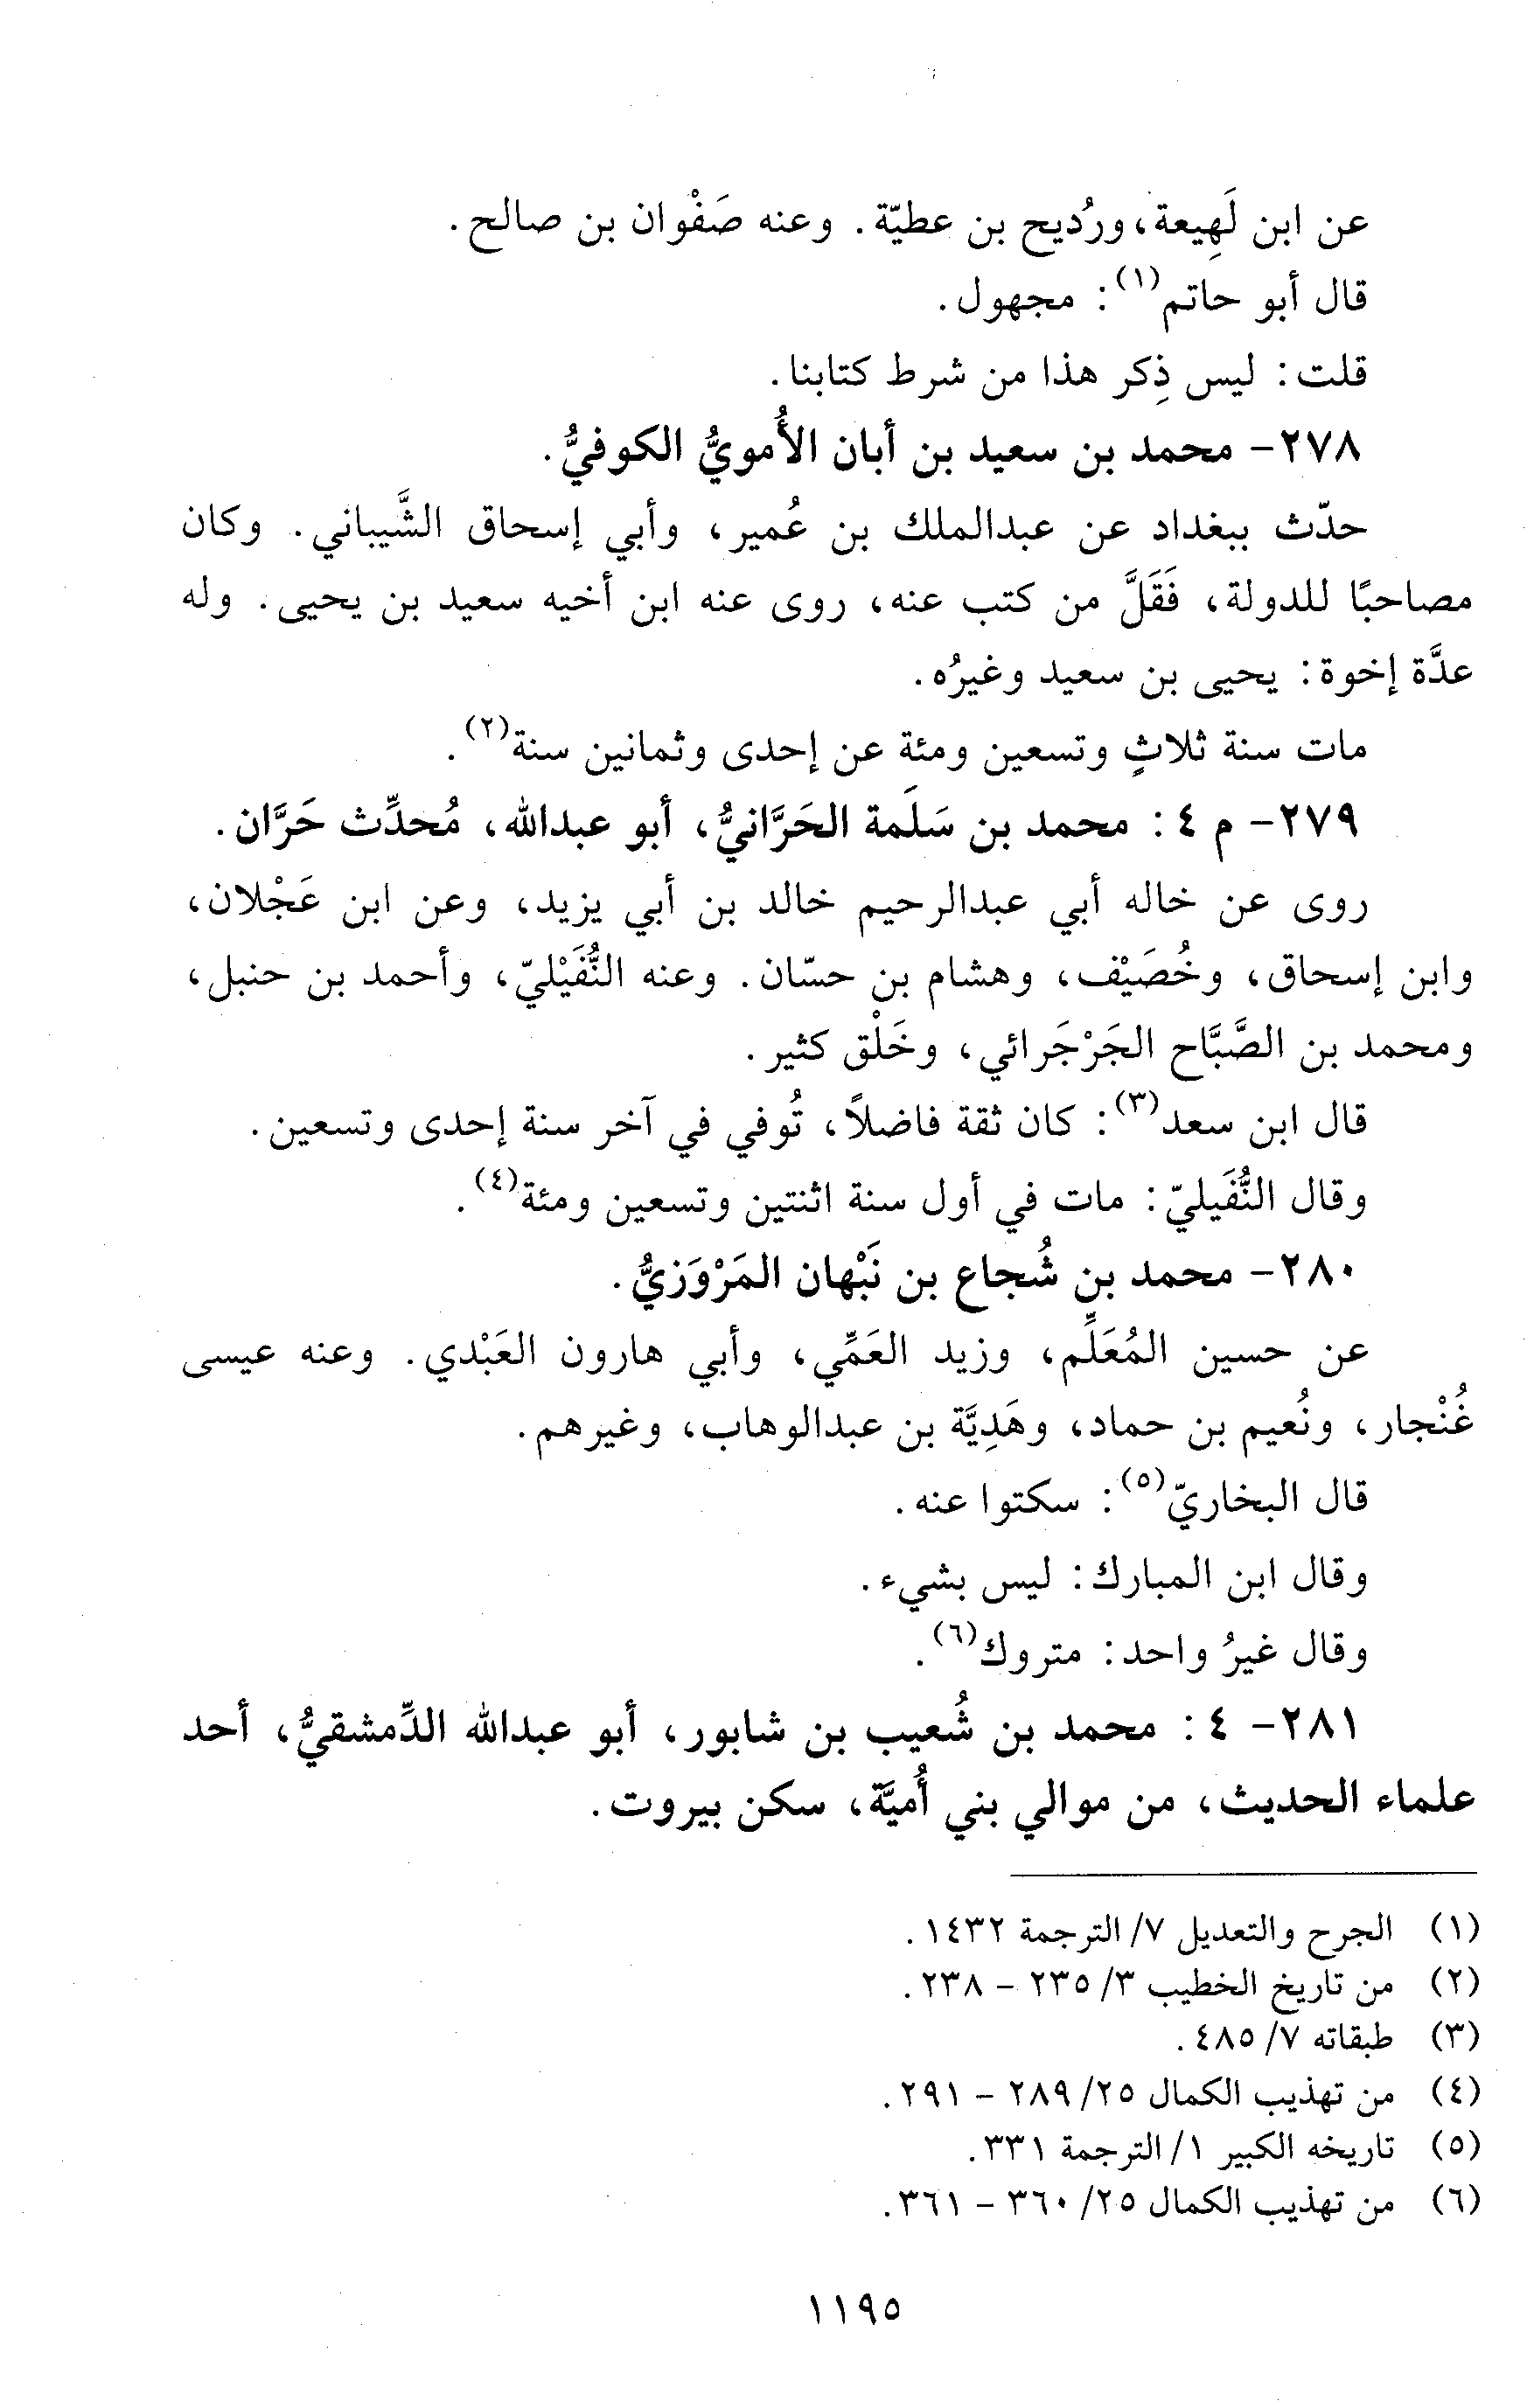 عن ابن لَهِيعة، ورُديح بن عطيّة. وعنه صَفْوان بن صالح.
قال أبو حاتم(١): مجهول.
قلت: ليس ذِكر هذا من شرط كتابنا.
٢٧٨- محمد بن سعيد بن أبان الأُمويُّ الكوفيُّ.
حدّث ببغداد عن عبدالملك بن عُمير، وأبي إسحاق الشَّيباني. وكان
مصاحبًا للدولة، فَقَلَّ من كتب عنه، روى عنه ابن أخيه سعيد بن يحيى. وله
عدَّة إخوة: يحيى بن سعيد وغيرُه.
مات سنة ثلاثٍ وتسعين ومئة عن إحدى وثمانين سنة(٢).
٢٧٩- م ٤: محمد بن سَلَمة الحَرَّانيُّ، أبو عبدالله، مُحدِّث حَرَّان.
روى عن خاله أبي عبدالرحيم خالد بن أبي يزيد، وعن ابن عَجْلان،
وابن إسحاق، وخُصَيْف، وهشام بن حسّان. وعنه النُّفَيْليّ، وأحمد بن حنبل،
ومحمد بن الصَّبَّاح الجَرْجَرائي، وخَلْق كثير.
قال ابن سعد(٣): كان ثقة فاضلاً، تُوفي في آخر سنة إحدى وتسعين.
وقال النُّفَيليّ: مات في أول سنة اثنتين وتسعين ومئة(٤).
٢٨٠- محمد بن شُجاع بن نَبْهان المَرْوَزيُّ.
عن حسين المُعَلِّم، وزيد العَمِّي، وأبي هارون العَبْدي. وعنه عيسى
غُنْجار، ونُعيم بن حماد، وهَدِيَّة بن عبدالوهاب، وغيرهم.
قال البخاريّ(٥): سكتوا عنه.
وقال ابن المبارك: ليس بشيء.
وقال غيرُ واحد: متروك(٦).
٢٨١- ٤: محمد بن شُعيب بن شابور، أبو عبدالله الدِّمشقيُّ، أحد
علماء الحديث، من موالي بني أُميَّة، سكن بيروت.
(١) الجرح والتعديل ٧/ الترجمة ١٤٣٢.
(٢) من تاريخ الخطيب ٣/ ٢٣٥ - ٢٣٨.
(٣) طبقاته ٧/ ٤٨٥.
(٤) من تهذيب الكمال ٢٥/ ٢٨٩ - ٢٩١.
(٥) تاريخه الكبير ١/ الترجمة ٣٣١.
(٦) من تهذيب الكمال ٢٥/ ٣٦٠ - ٣٦١.
١١٩٥